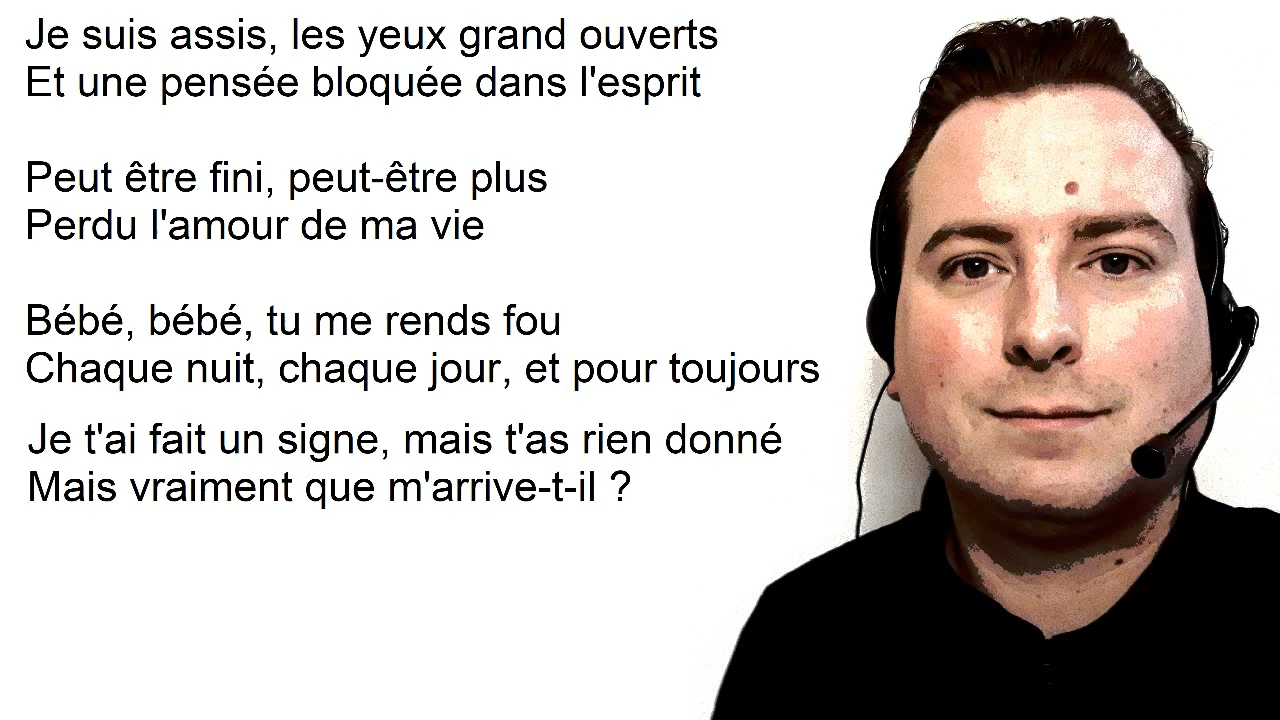 Je suis assis, les yeux grand ouverts
Et une pensée bloquée dans l'esprit
Peut être fini, peut-être plus
Perdu l'amour de ma vie
Bébé, bébé, tu me rends fou
Chaque nuit, chaque jour, et pour toujours
Je t'ai fait un signe, mais t'as rien donné
Mais vraiment que m'arrive-t-il ?